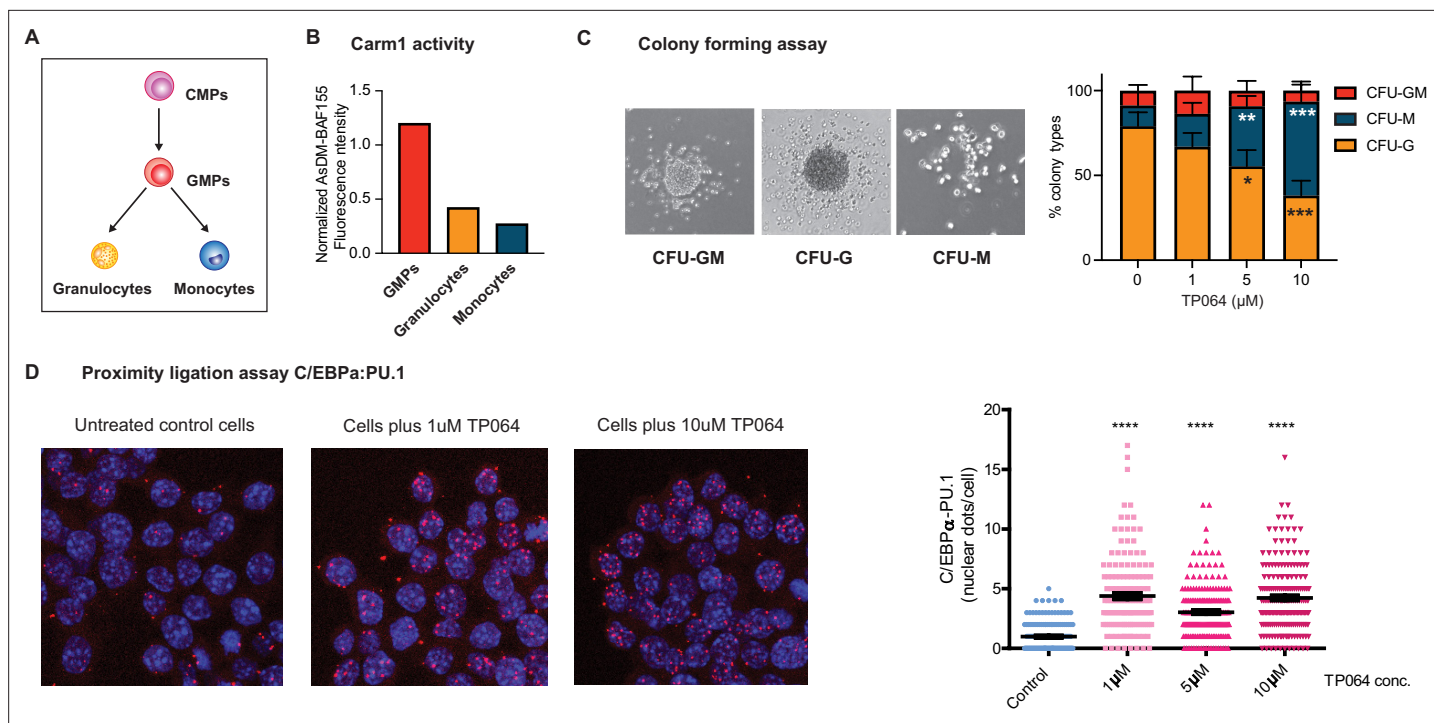 A
CMPs
GMPs
Granulocytes
Monocytes
B
Carm1 activity
Normalized AsDM-BAF155
Fluorescence intensity
1.5
1.0
0.5
0.0
GMPs
Granulocytes
Monocytes
C
Colony forming assay
CFU-GM
CFU-G
CFU-M
% colony types
100
50
0
**
***
*
***
0
1
5
10
TP064 (µM)
CFU-GM
CFU-M
CFU-G
D
Proximity ligation assay C/EBPa:PU.1
Untreated control cells
Cells plus 1uM TP064
Cells plus 10uM TP064
C/EBPα-PU.1
(nuclear dots/cell)
20
15
10
5
0
****
****
****
Control
1µM
5µM
10µM
TP064 conc.